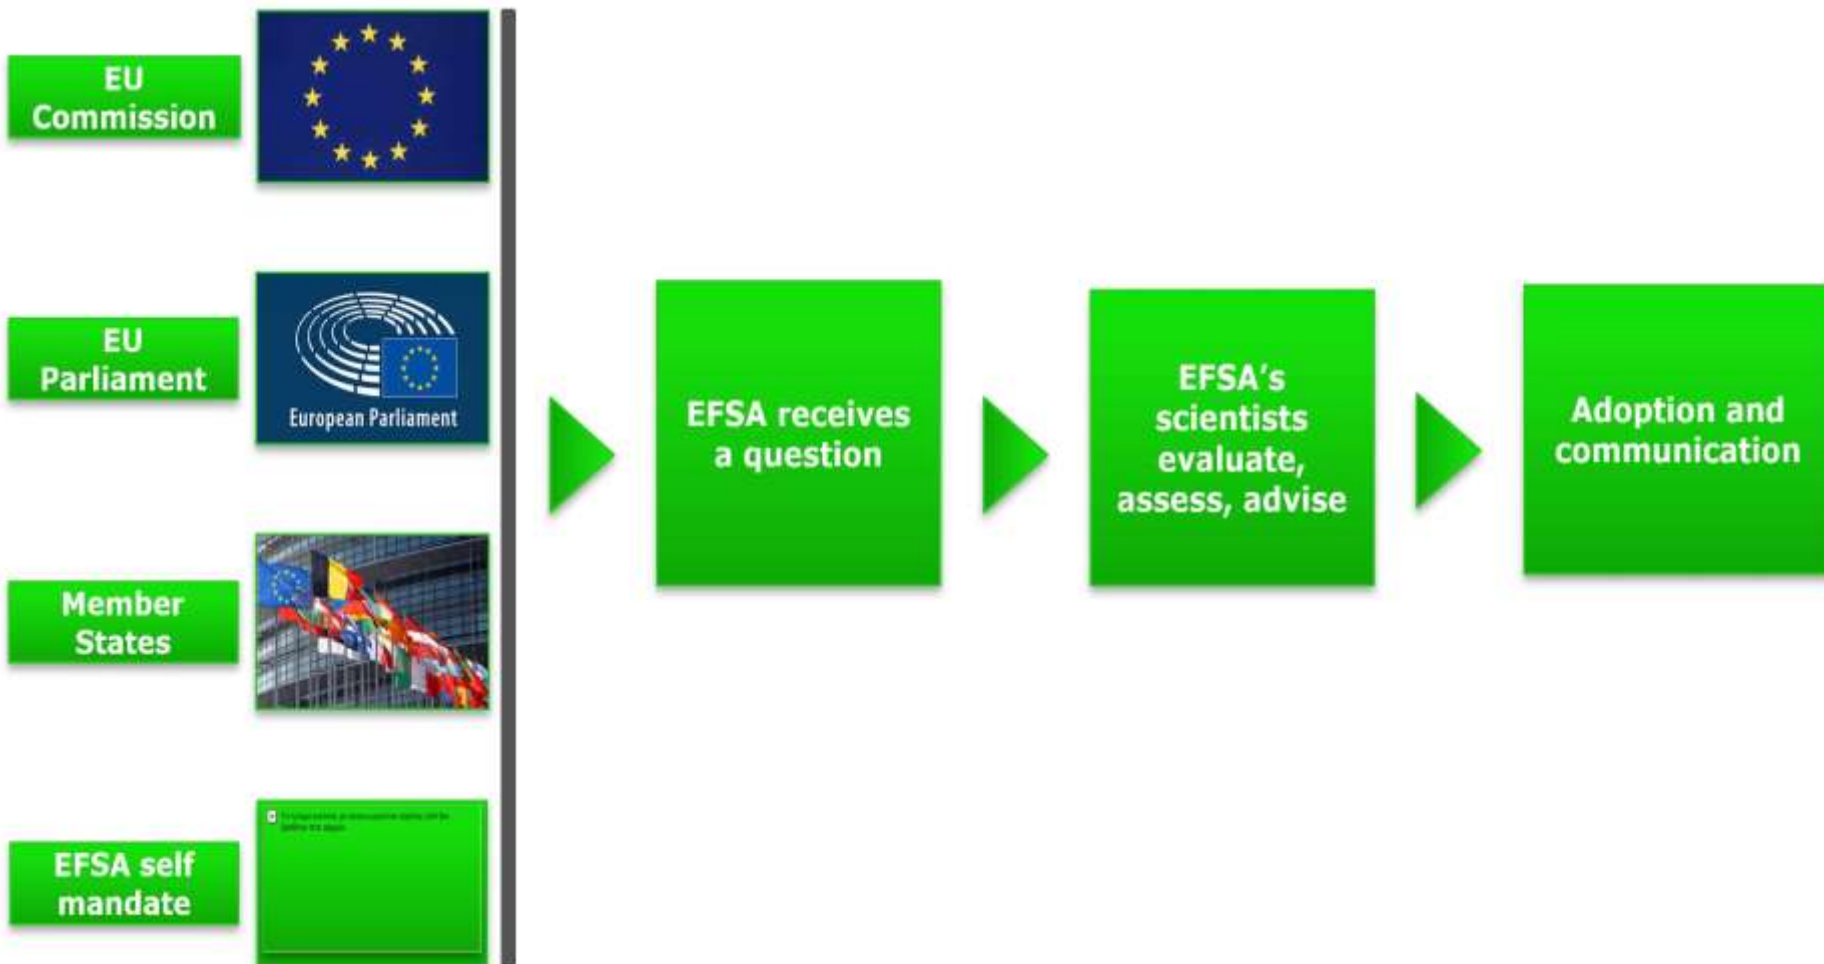 EU
Commission
EU
Parliament
European Parliament
Member
States
EFSA self
mandate
EFSA receives
a question
EFSA's
scientists
evaluate,
assess, advise
Adoption and
communication